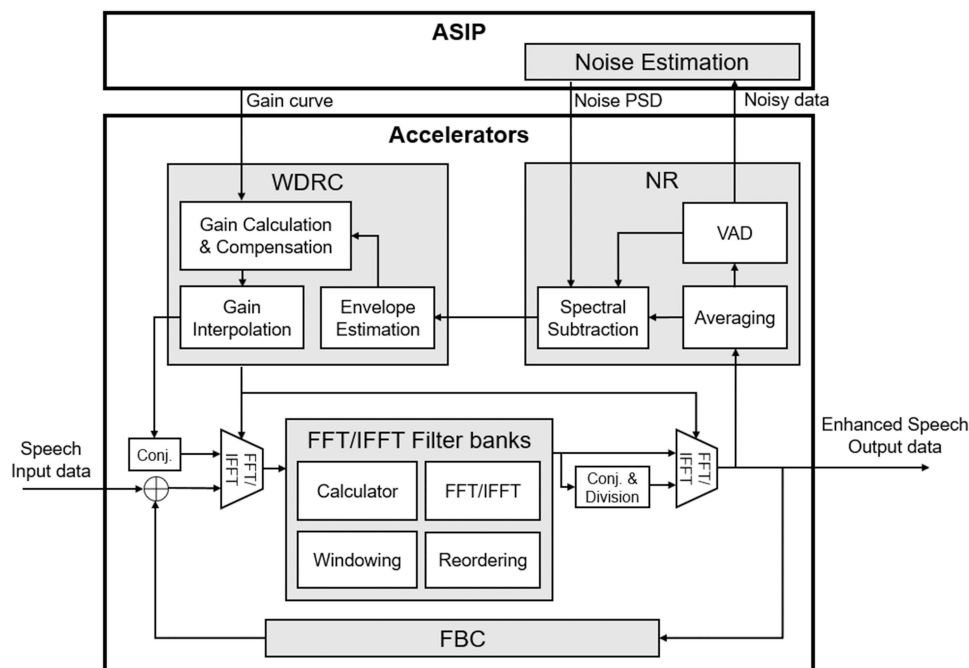 ASIP
Noise Estimation
Gain curve
Noise PSD
Noisy data
Accelerators
WDRC
Gain Calculation
& Compensation
Gain
Interpolation
Envelope
Estimation
NR
VAD
Spectral
Subtraction
Averaging
Speech
Input data
Conj.
FFT/
IFFT
FFT/IFFT Filter banks
Calculator
FFT/IFFT
Windowing
Reordering
Conj. &
Division
FFT/
IFFT
Enhanced Speech
Output data
FBC